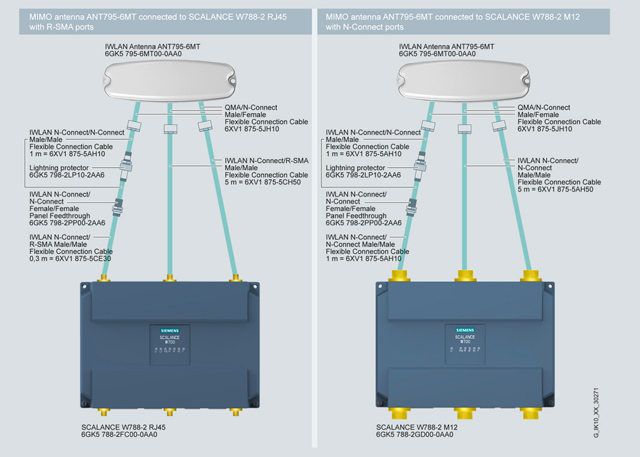 MIMO antenna ANT795-6MT connected to SCALANCE W788-2 RJ45
with R-SMA ports
IWLAN Antenna ANT795-6MT
6GK5 795-6MT00-0AA0
QMA/N-Connect
Male/Female
Flexible Connection Cable
6XV1 875-5JH10
IWLAN N-Connect/N-Connect
Male/Male
Flexible Connection Cable
1 m = 6XV1 875-5AH10
Lightning protector
6GK5 798-2LP10-2AA6
IWLAN N-Connect/R-SMA
Male/Male
Flexible Connection Cable
5 m = 6XV1 875-5CH50
IWLAN N-Connect/
N-Connect
Female/Female
Panel Feedthrough
6GK5 798-2PP00-2AA6
IWLAN N-Connect/
R-SMA Male/Male
Flexible Connection Cable
0,3 m = 6XV1 875-5CE30
SIEMENS
SCALANCE
W700
SCALANCE W788-2 RJ45
6GK5 788-2FC00-0AA0
MIMO antenna ANT795-6MT connected to SCALANCE W788-2 M12
with N-Connect ports
IWLAN Antenna ANT795-6MT
6GK5 795-6MT00-0AA0
QMA/N-Connect
Male/Female
Flexible Connection Cable
6XV1 875-5JH10
IWLAN N-Connect/N-Connect
Male/Male
Flexible Connection Cable
1 m = 6XV1 875-5AH10
Lightning protector
6GK5 798-2LP10-2AA6
IWLAN N-Connect/
N-Connect
Male/Male
Flexible Connection Cable
5 m = 6XV1 875-5AH50
IWLAN N-Connect/
N-Connect
Female/Female
Panel Feedthrough
6GK5 798-2PP00-2AA6
IWLAN N-Connect/
N-Connect Male/Male
Flexible Connection Cable
1 m = 6XV1 875-5AH10
SIEMENS
SCALANCE
W700
SCALANCE W788-2 M12
6GK5 788-2GD00-0AA0
G_IK10_XX_30271